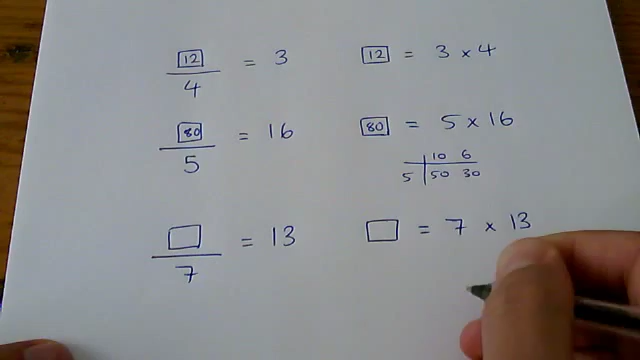 12/4 = 3    12 = 3 × 4
80/5 = 16    80 = 5 × 16
10 6
5 50 30
□/7 = 13    □ = 7 × 13